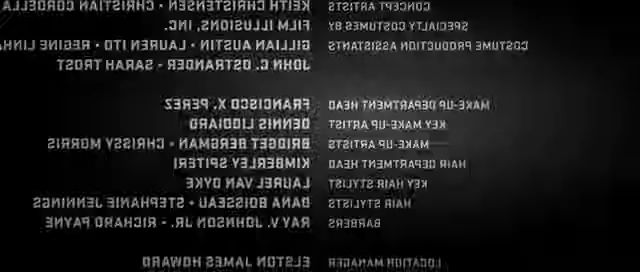 CONCEPT ARTISTS KEITH CHRISTENSEN • CHRISTIAN CORDELLA
SPECIALTY COSTUMES BY FILM ILLUSIONS, INC.
COSTUME PRODUCTION ASSISTANTS GILLIAN AUSTIN • LAUREN ITO • REGINE
JOHN C. OSTRANDER • SARAH TROST
MAKE-UP DEPARTMENT HEAD FRANCISCO X. PEREZ
KEY MAKE-UP ARTIST DENNIS LIDDIARD
MAKE-UP ARTISTS BRIDGET BERGMAN • CHRISSY MORRIS
HAIR DEPARTMENT HEAD KIMBERLEY SPITERI
KEY HAIR STYLIST LAUREL VAN DYKE
HAIR STYLISTS DANA BOISSEAU • STEPHANIE JENNINGS
BARBERS RAY V. JOHNSON JR. • RICHARD PAYNE
LOCATION MANAGER ELSTON JAMES HOWARD